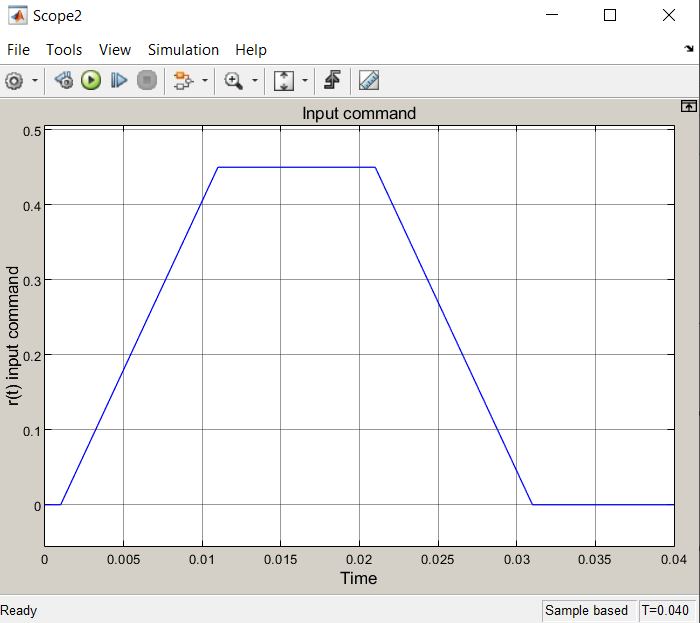 Scope2
File Tools View Simulation Help
Input command
0.5
0.4
0.3
0.2
0.1
0
r(t) input command
0 0.005 0.01 0.015 0.02 0.025 0.03 0.035 0.04
Time
Ready Sample based T=0.040